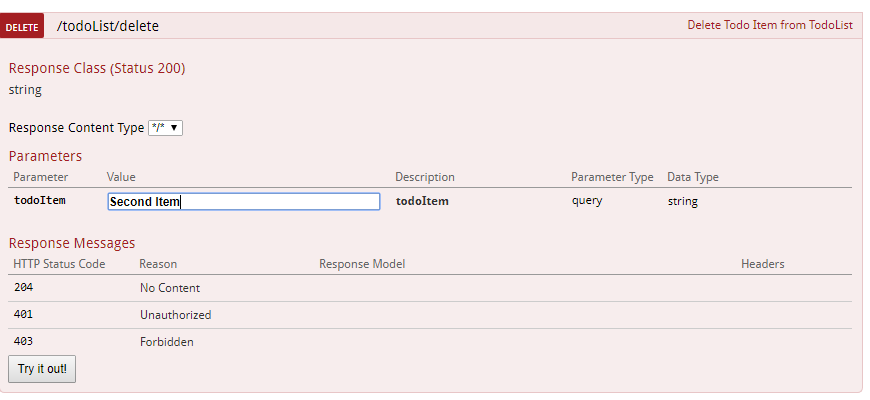 DELETE /todoList/delete Delete Todo Item from TodoList
Response Class (Status 200)
string
Response Content Type */* ▼
Parameters
Parameter Value Description Parameter Type Data Type
todoItem Second Item todoItem query string
Response Messages
HTTP Status Code Reason Response Model Headers
204 No Content
401 Unauthorized
403 Forbidden
Try it out!